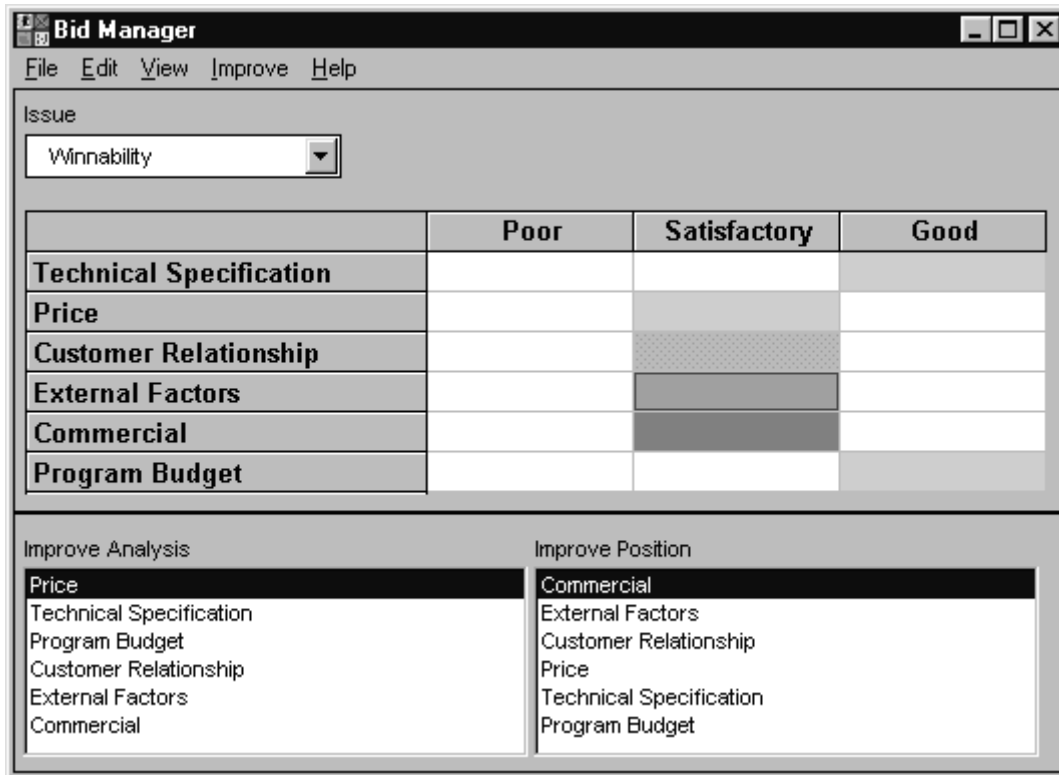 Bid Manager
File Edit View Improve Help
Issue
Winnability
Poor Satisfactory Good
Technical Specification
Price
Customer Relationship
External Factors
Commercial
Program Budget
Improve Analysis
Price
Technical Specification
Program Budget
Customer Relationship
External Factors
Commercial
Improve Position
Commercial
External Factors
Customer Relationship
Price
Technical Specification
Program Budget